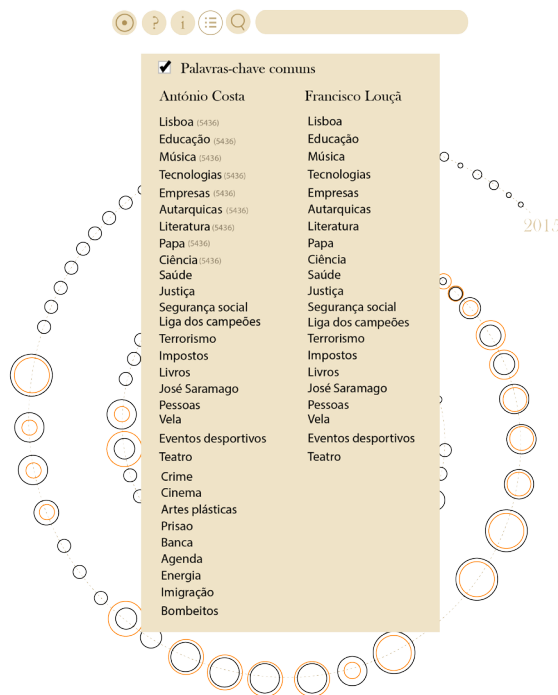 ? i
Palavras-chave comuns
António Costa Francisco Louçã
Lisboa (5436) Lisboa
Educação (5436) Educação
Música (5436) Música
Tecnologias (5436) Tecnologias
Empresas (5436) Empresas
Autarquicas (5436) Autarquicas
Literatura (5436) Literatura
Papa (5436) Papa
Ciência (5436) Ciência
Saúde Saúde
Justiça Justiça
Segurança social Segurança social
Liga dos campeões Liga dos campeões
Terrorismo Terrorismo
Impostos Impostos
Livros Livros
José Saramago José Saramago
Pessoas Pessoas
Vela Vela
Eventos desportivos Eventos desportivos
Teatro Teatro
Crime
Cinema
Artes plásticas
Prisao
Banca
Agenda
Energia
Imigração
Bombeitos